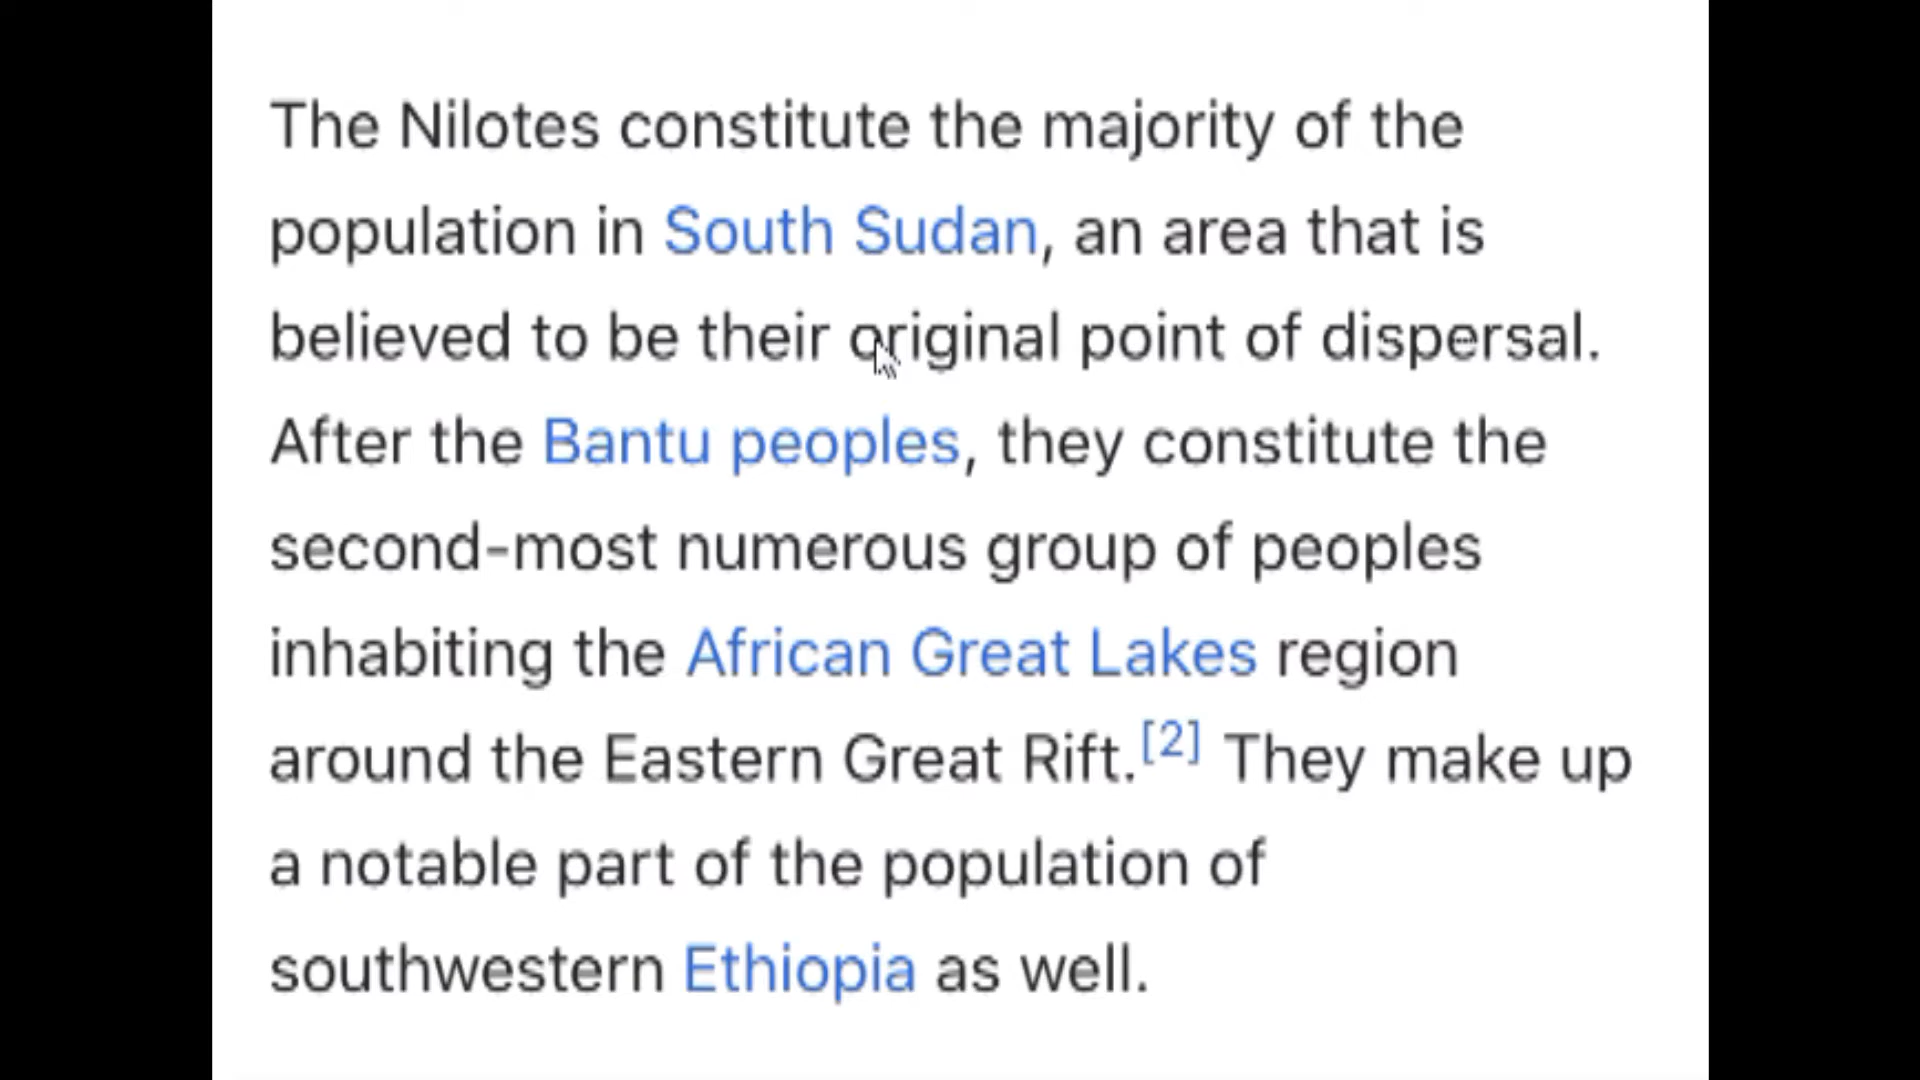 The Nilotes constitute the majority of the
population in South Sudan, an area that is
believed to be their original point of dispersal.
After the Bantu peoples, they constitute the
second-most numerous group of peoples
inhabiting the African Great Lakes region
around the Eastern Great Rift.[2] They make up
a notable part of the population of
southwestern Ethiopia as well.